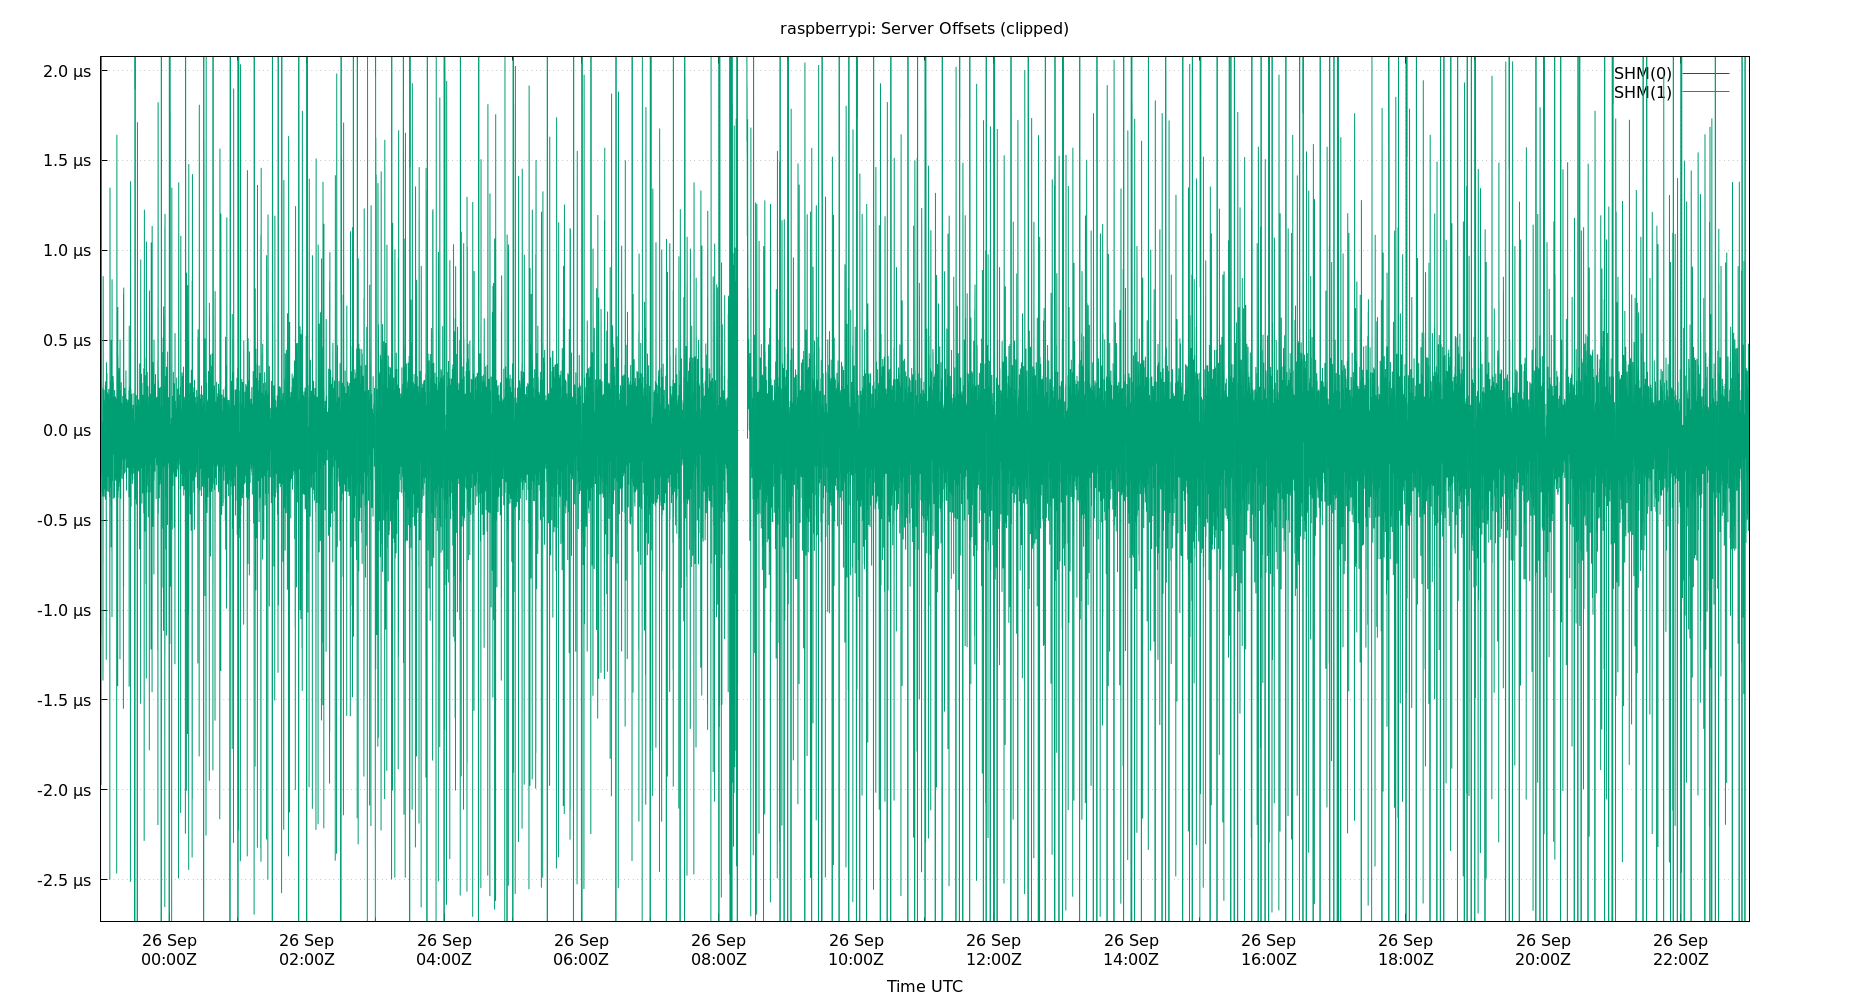 raspberrypi: Server Offsets (clipped)
2.0 µs
1.5 µs
1.0 µs
0.5 µs
0.0 µs
-0.5 µs
-1.0 µs
-1.5 µs
-2.0 µs
-2.5 µs
SHM(0)
SHM(1)
26 Sep 26 Sep 26 Sep 26 Sep 26 Sep 26 Sep 26 Sep 26 Sep 26 Sep 26 Sep 26 Sep 26 Sep
00:00Z 02:00Z 04:00Z 06:00Z 08:00Z 10:00Z 12:00Z 14:00Z 16:00Z 18:00Z 20:00Z 22:00Z
Time UTC